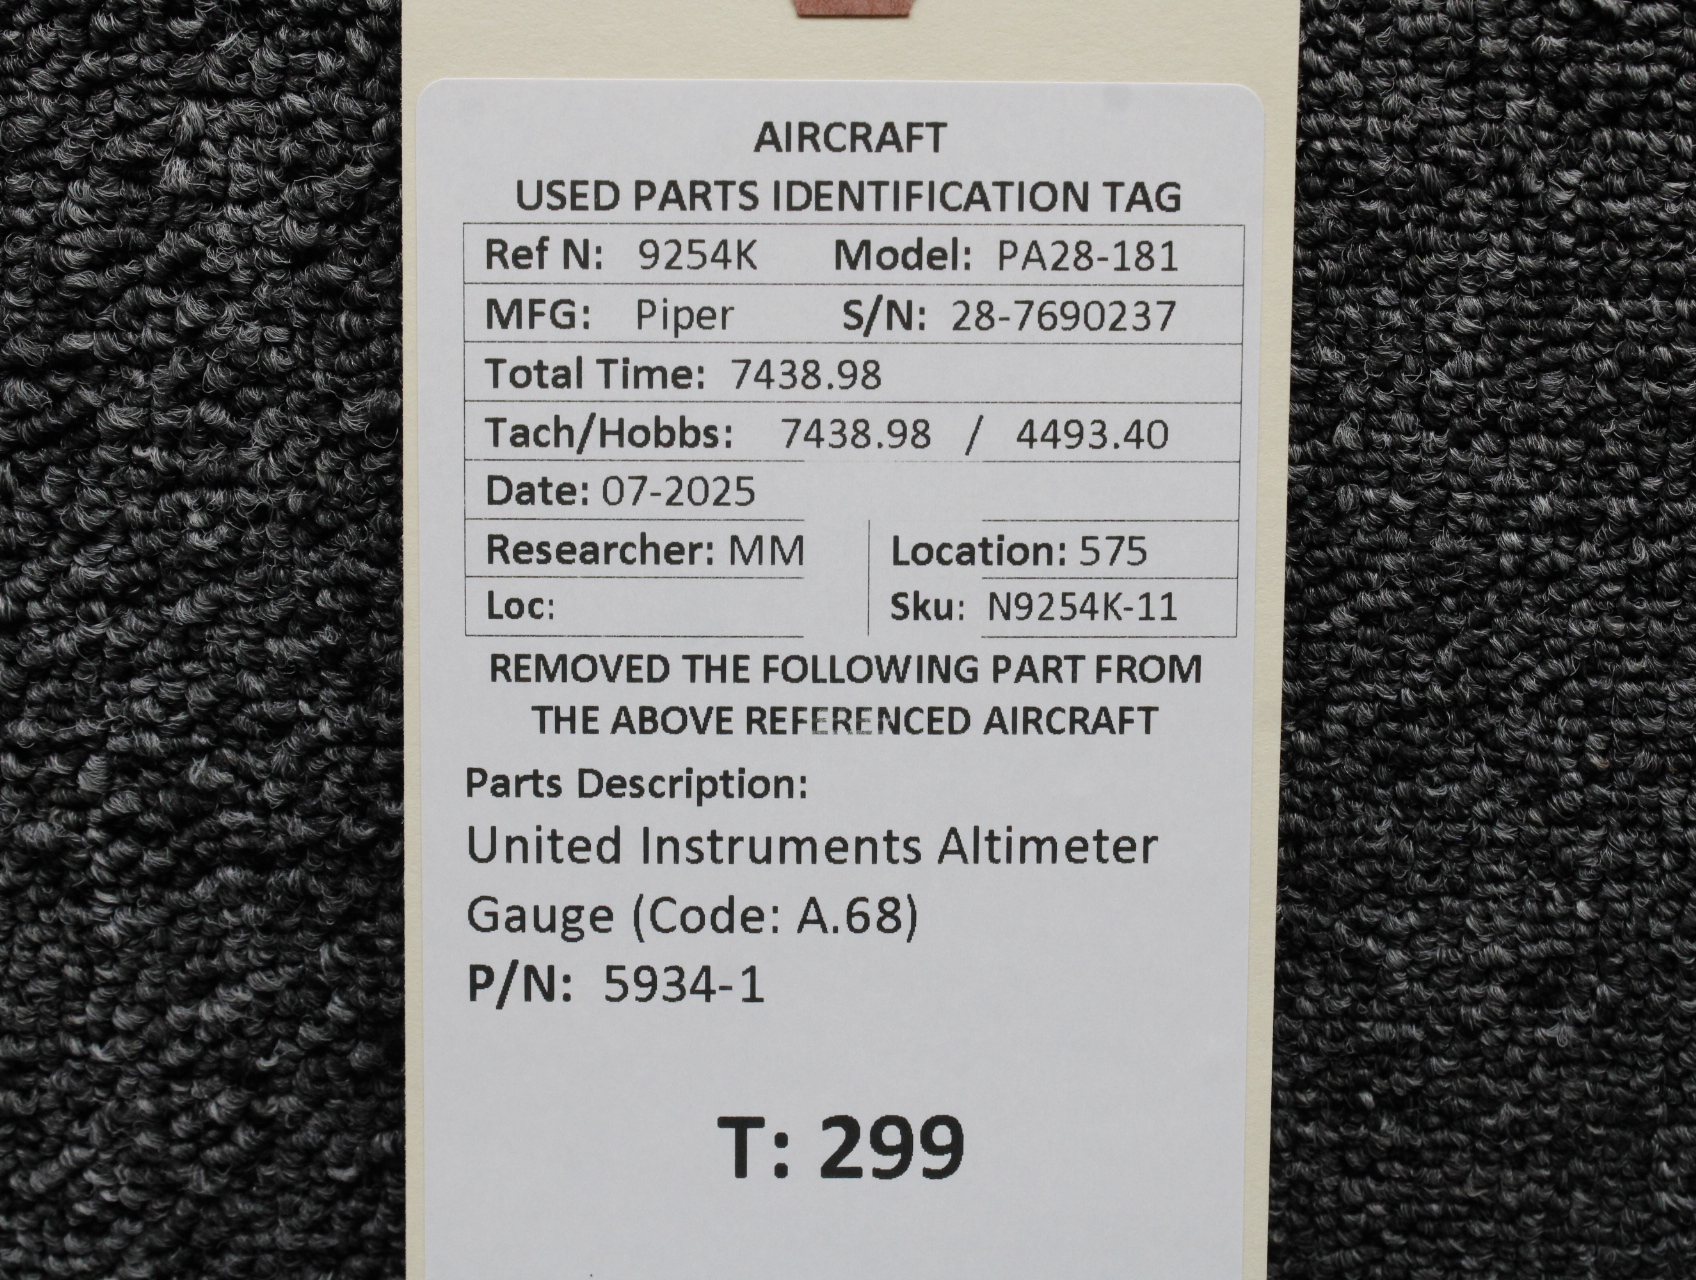 AIRCRAFT
USED PARTS IDENTIFICATION TAG
Ref N: 9254K Model: PA28-181
MFG: Piper S/N: 28-7690237
Total Time: 7438.98
Tach/Hobbs: 7438.98 / 4493.40
Date: 07-2025
Researcher: MM Location: 575
Loc: Sku: N9254K-11
REMOVED THE FOLLOWING PART FROM
THE ABOVE REFERENCED AIRCRAFT
Parts Description:
United Instruments Altimeter
Gauge (Code: A.68)
P/N: 5934-1
T: 299